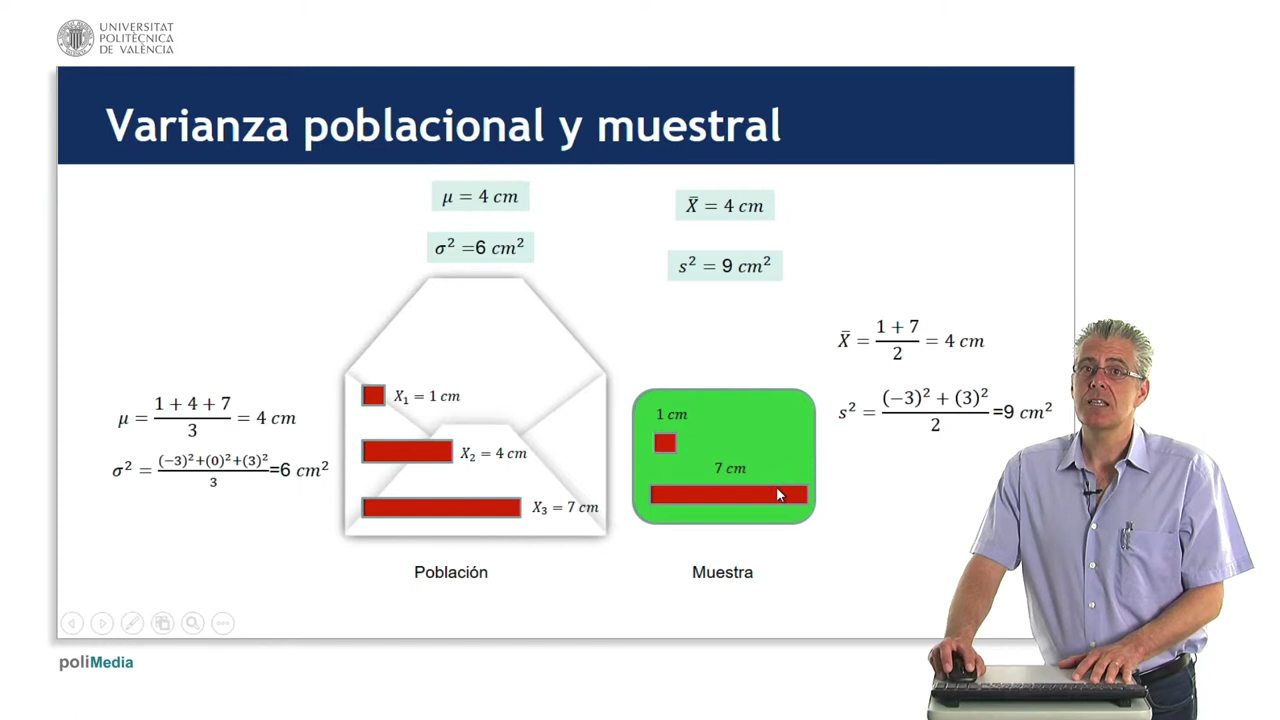 UNIVERSITAT
POLITÈCNICA
DE VALÈNCIA
Varianza poblacional y muestral
μ = 4 cm
σ² =6 cm²
X̄ = 4 cm
s² = 9 cm²
μ = (1 + 4 + 7)/3 = 4 cm
σ² = ((−3)²+(0)²+(3)²)/3 =6 cm²
X₁ = 1 cm
X₂ = 4 cm
X₃ = 7 cm
Población
1 cm
7 cm
Muestra
X̄ = (1 + 7)/2 = 4 cm
s² = ((−3)² + (3)²)/2 =9 cm²
poliMedia